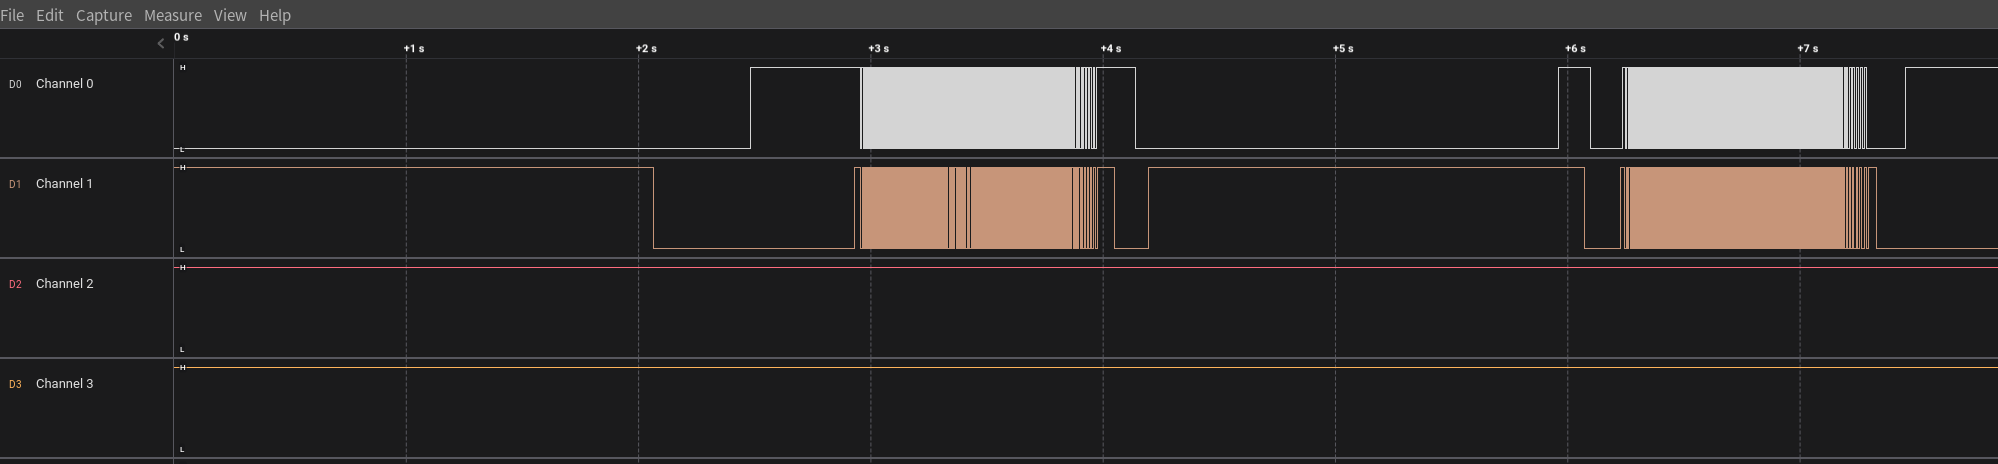 File Edit Capture Measure View Help
0 s
+1 s +2 s +3 s +4 s +5 s +6 s +7 s
D0 Channel 0
H
L
D1 Channel 1
H
L
D2 Channel 2
H
L
D3 Channel 3
H
L